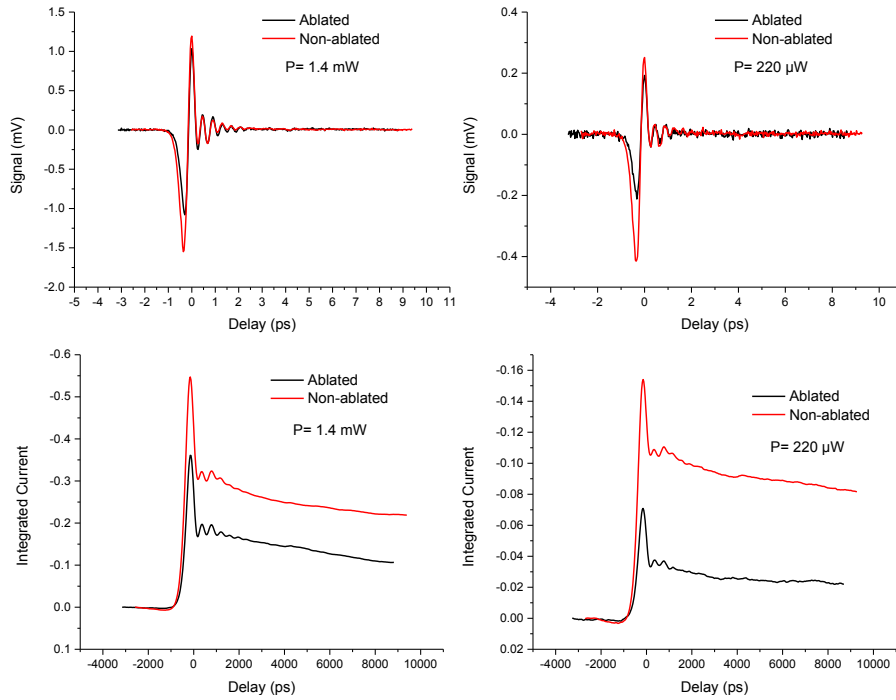 Signal (mV)
1.5
1.0
0.5
0.0
-0.5
-1.0
-1.5
-2.0
Ablated
Non-ablated
P= 1.4 mW
-5 -4 -3 -2 -1 0 1 2 3 4 5 6 7 8 9 10 11
Delay (ps)
Signal (mV)
0.4
0.2
0.0
-0.2
-0.4
Ablated
Non-ablated
P= 220 µW
-4 -2 0 2 4 6 8 10
Delay (ps)
Integrated Current
-0.6
-0.5
-0.4
-0.3
-0.2
-0.1
0.0
0.1
Ablated
Non-ablated
P= 1.4 mW
-4000 -2000 0 2000 4000 6000 8000 10000
Delay (ps)
Integrated Current
-0.16
-0.14
-0.12
-0.10
-0.08
-0.06
-0.04
-0.02
0.00
0.02
Ablated
Non-ablated
P= 220 µW
-4000 -2000 0 2000 4000 6000 8000 10000
Delay (ps)